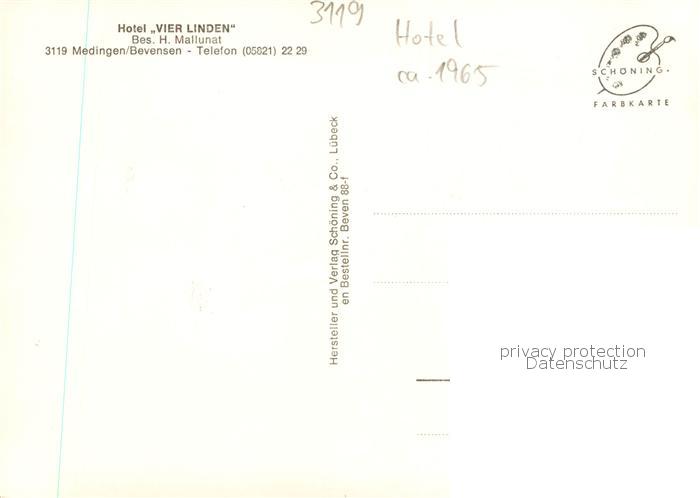 Hotel „VIER LINDEN“
Bes. H. Mallunat
3119 Medingen/Bevensen - Telefon (05821) 22 29
3119
Hotel
ca. 1965
SCHÖNING
FARBKARTE
Hersteller und Verlag Schöning & Co., Lübeck
en Bestellnr. Beven 88-f
privacy protection
Datenschutz